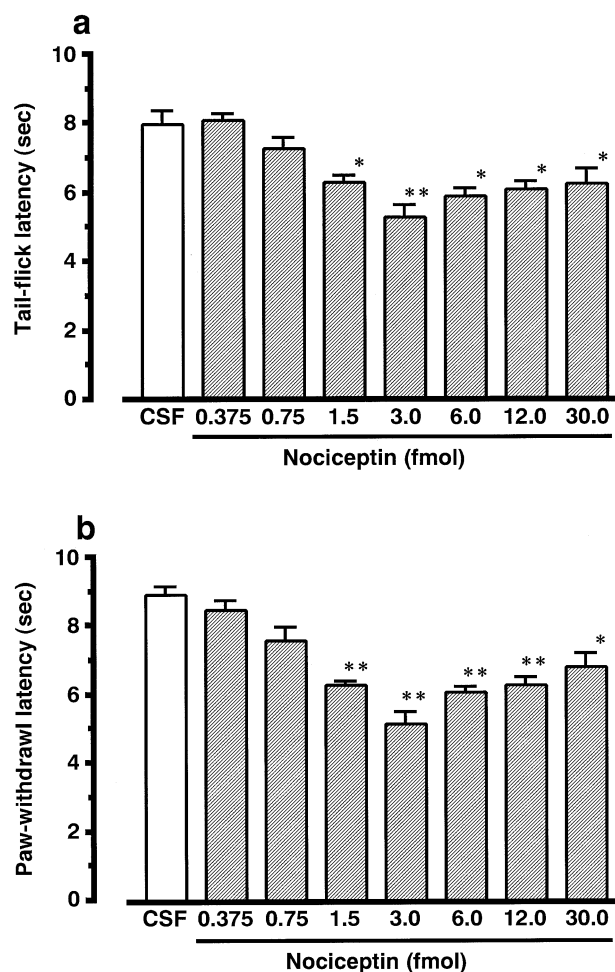 a
Tail-flick latency (sec)
10
8
6
4
2
0
* ** * * *
CSF 0.375 0.75 1.5 3.0 6.0 12.0 30.0
Nociceptin (fmol)
b
Paw-withdrawl latency (sec)
10
8
6
4
2
0
** ** ** ** *
CSF 0.375 0.75 1.5 3.0 6.0 12.0 30.0
Nociceptin (fmol)